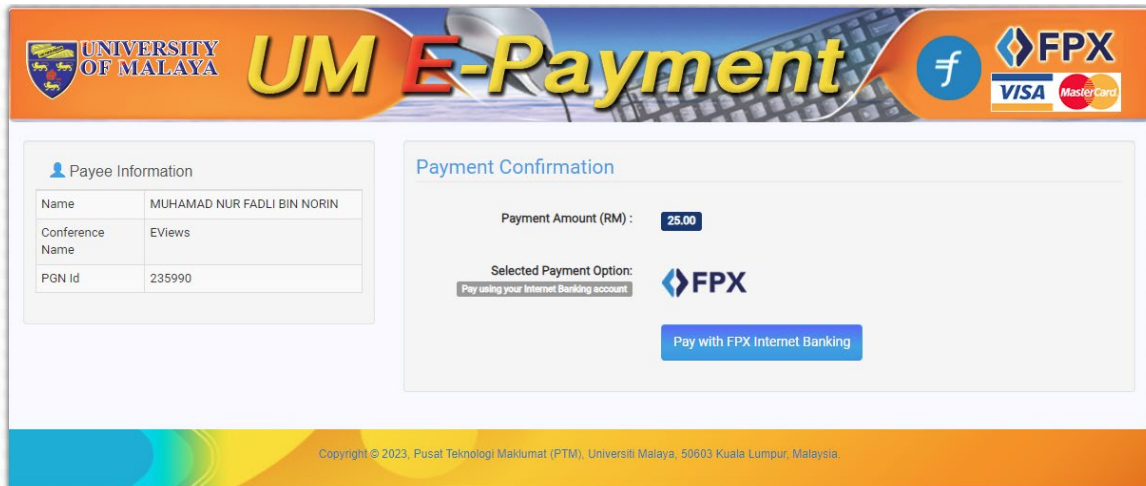 UNIVERSITY
OF MALAYA
UM E-Payment
FPX
VISA MasterCard
Payee Information
Name MUHAMAD NUR FADLI BIN NORIN
Conference Name EViews
PGN Id 235990
Payment Confirmation
Payment Amount (RM) : 25.00
Selected Payment Option:
Pay using your Internet Banking account
FPX
Pay with FPX Internet Banking
Copyright © 2023, Pusat Teknologi Maklumat (PTM), Universiti Malaya, 50603 Kuala Lumpur, Malaysia.